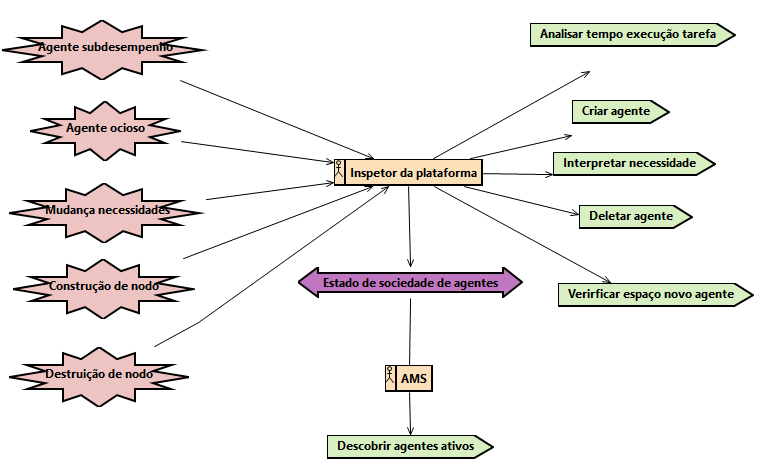 Agente subdesempenho
Analisar tempo execução tarefa
Criar agente
Agente ocioso
Interpretar necessidade
Inspetor da plataforma
Mudança necessidades
Deletar agente
Construção de nodo
Estado de sociedade de agentes
Verirficar espaço novo agente
Destruição de nodo
AMS
Descobrir agentes ativos